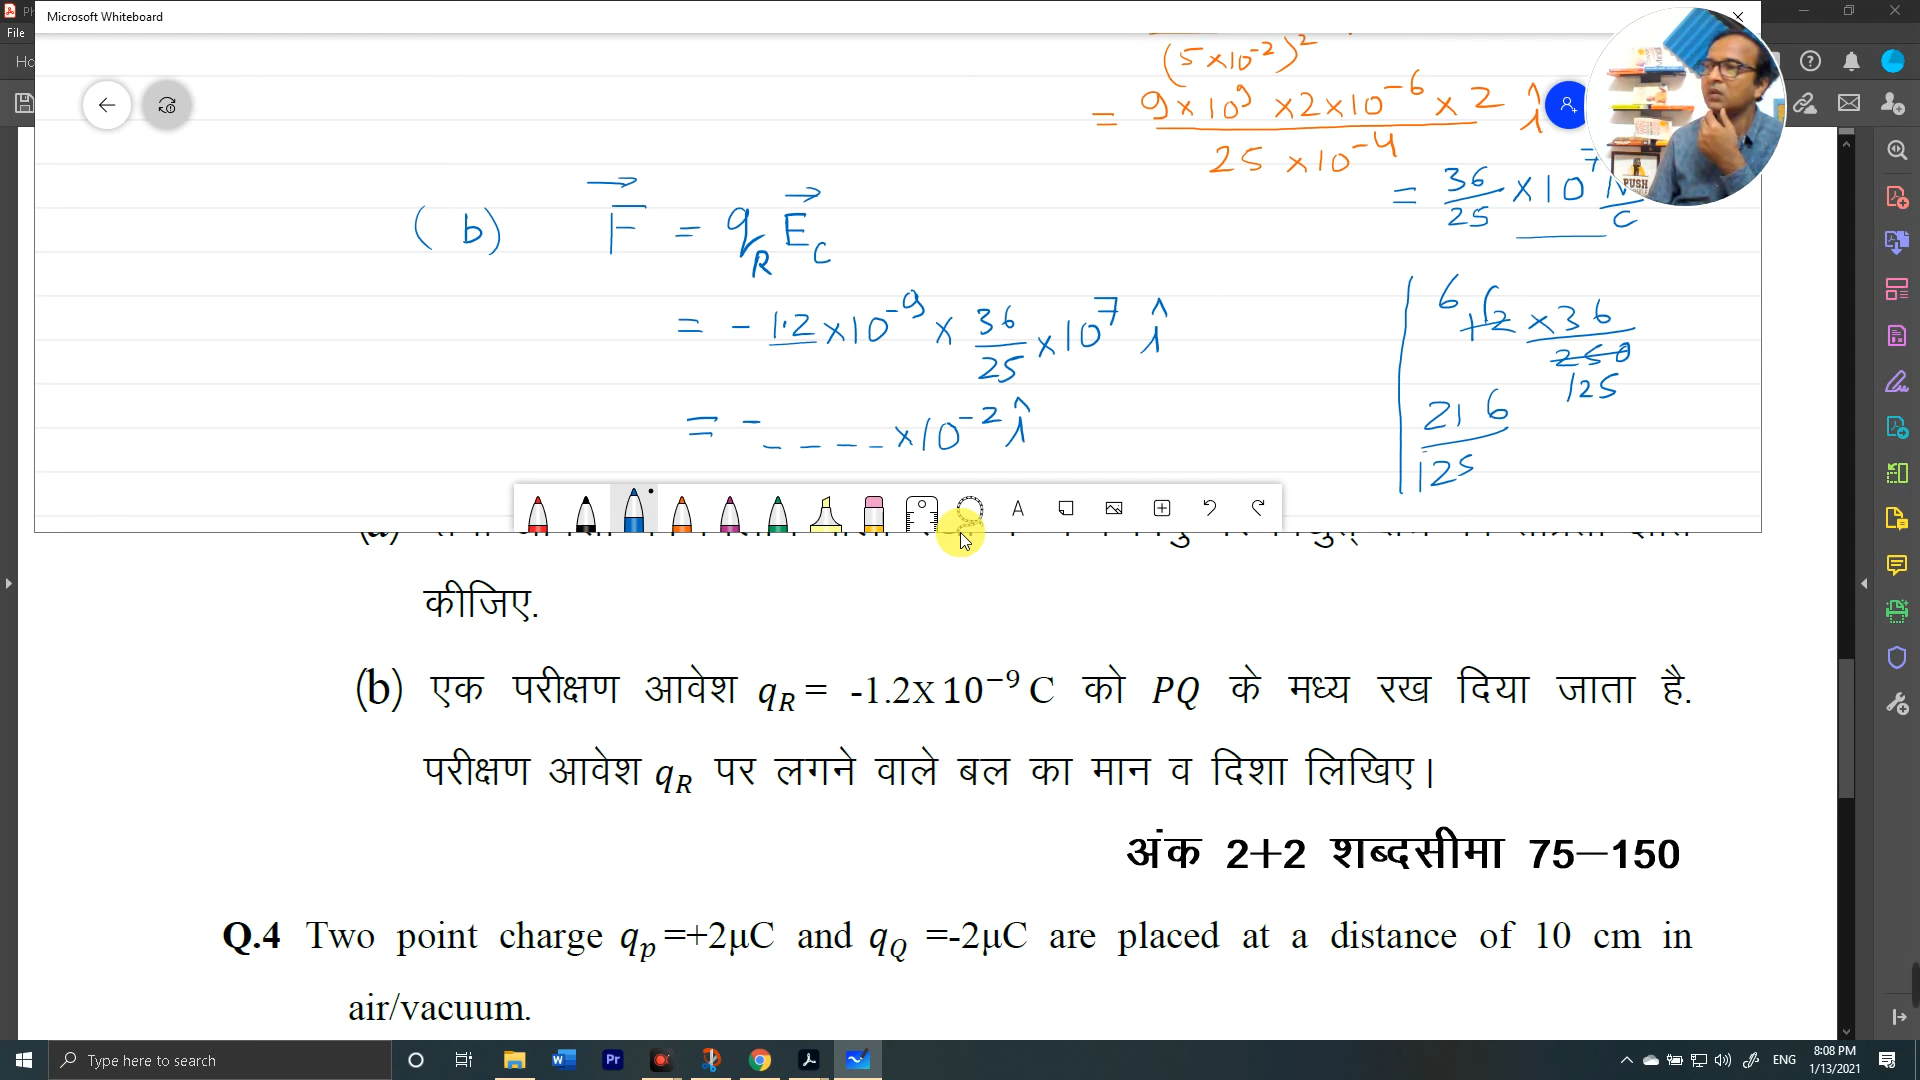 Microsoft Whiteboard
File
(5×10⁻²)²
= 9×10⁹ ×2×10⁻⁶ × 2 î
25 ×10⁻⁴
= 36/25 ×10⁷ N/C
PUSH
(b) F = q_R E_C
= - 1.2×10⁻⁹ × 36/25 ×10⁷ î
= - _ _ _ _ ×10⁻² î
6 12 × 36
250
125
216
125
कीजिए.
(b) एक परीक्षण आवेश q_R = -1.2X 10⁻⁹ C को PQ के मध्य रख दिया जाता है.
परीक्षण आवेश q_R पर लगने वाले बल का मान व दिशा लिखिए।
अंक 2+2 शब्दसीमा 75–150
Q.4 Two point charge q_p =+2μC and q_Q =-2μC are placed at a distance of 10 cm in
air/vacuum.
Type here to search
ENG
8:08 PM
1/13/2021